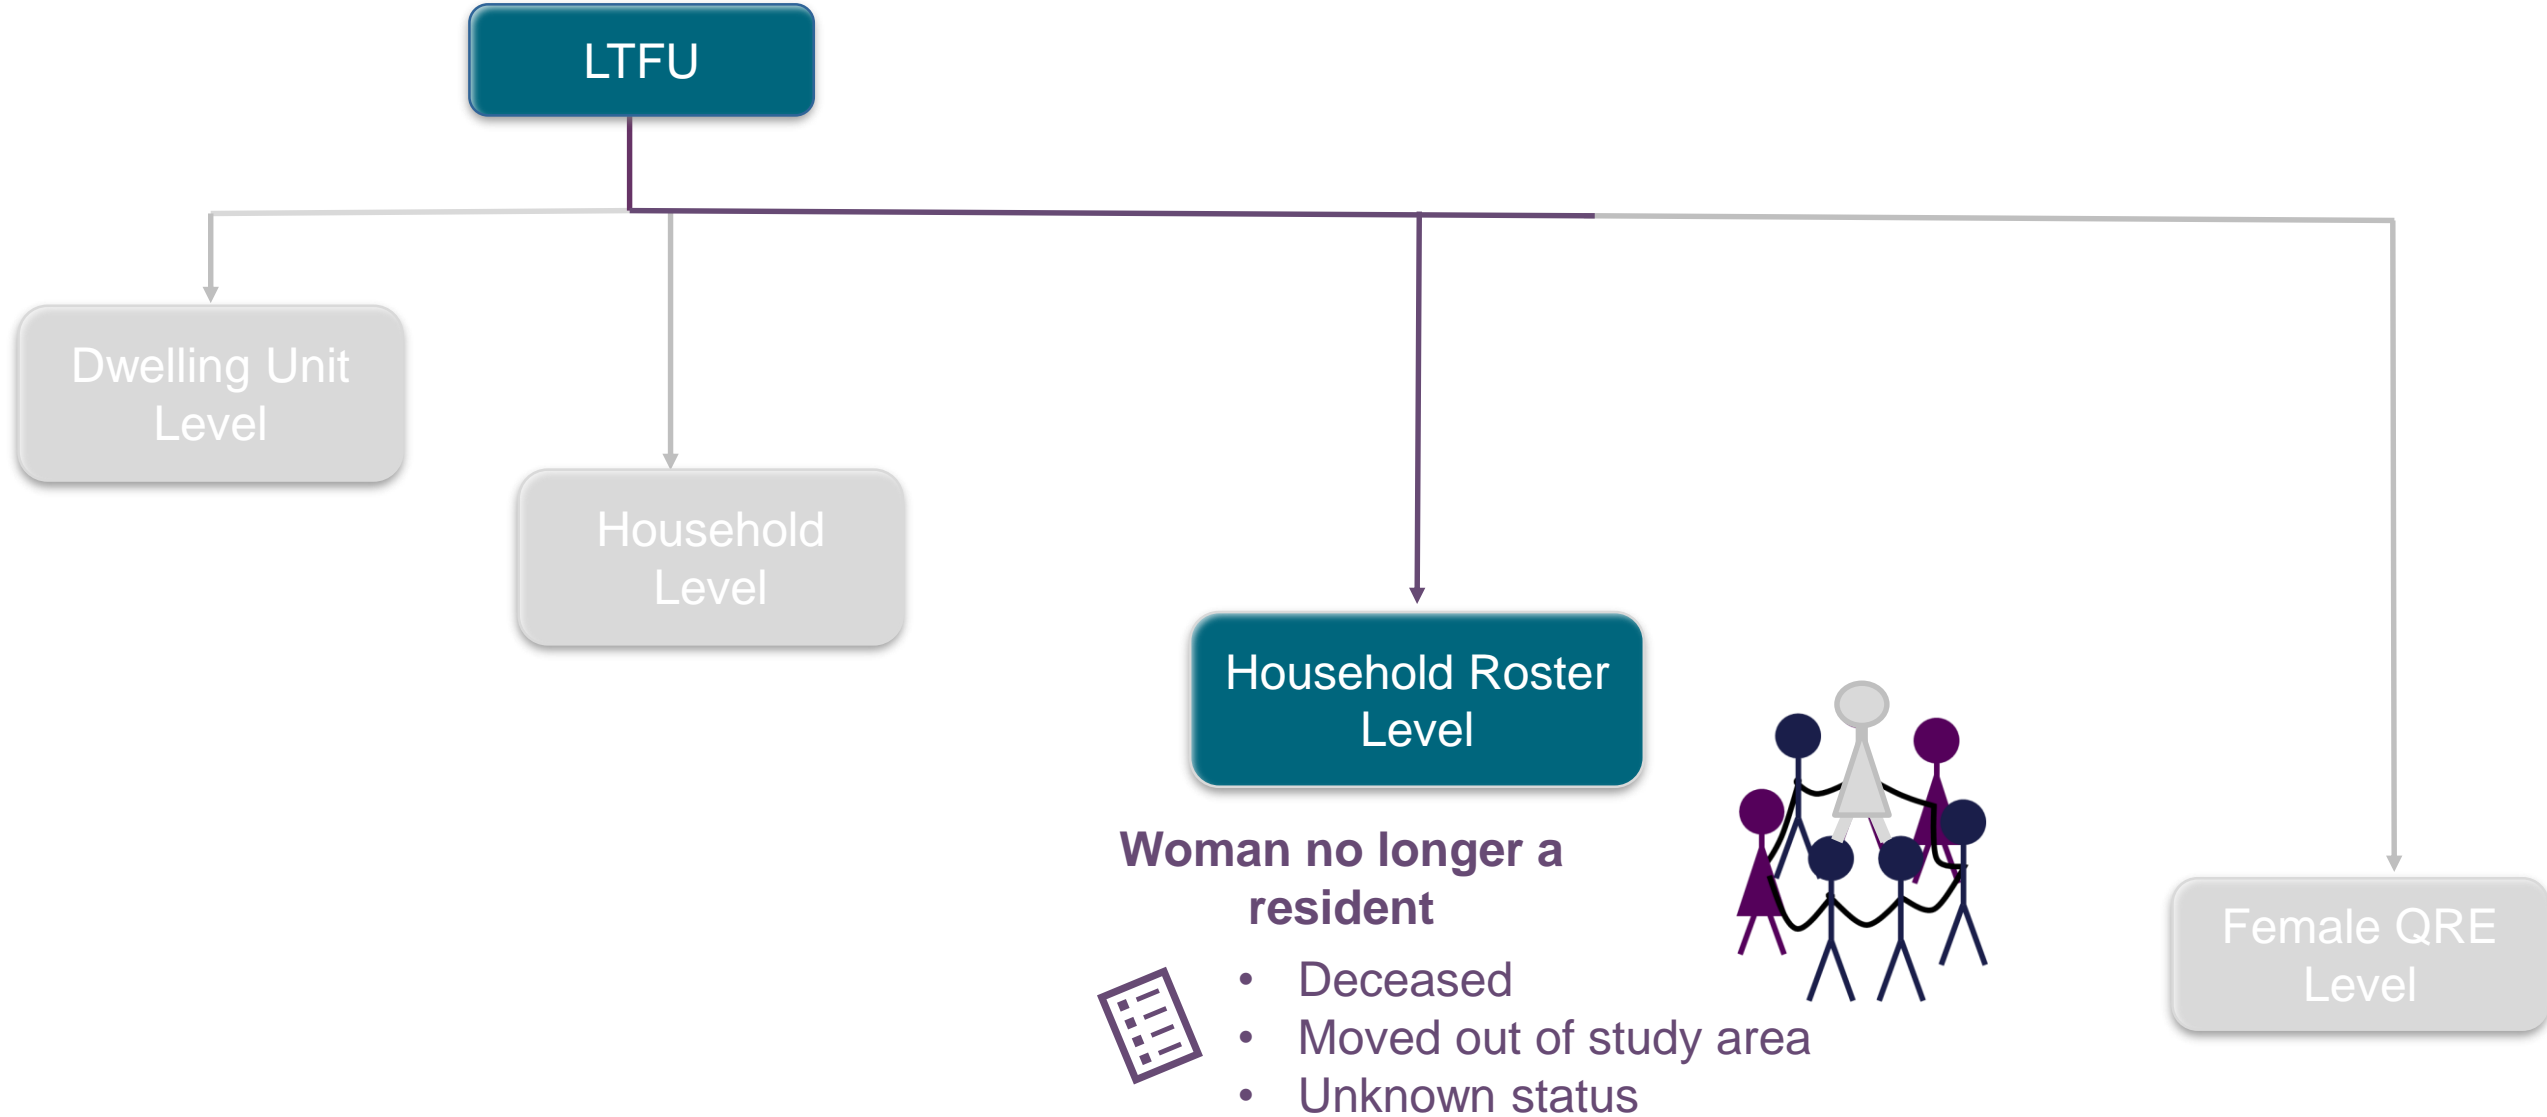 LTFU
Dwelling Unit
Level
Household
Level
Household Roster
Level
Woman no longer a
resident
• Deceased
• Moved out of study area
• Unknown status
Female QRE
Level